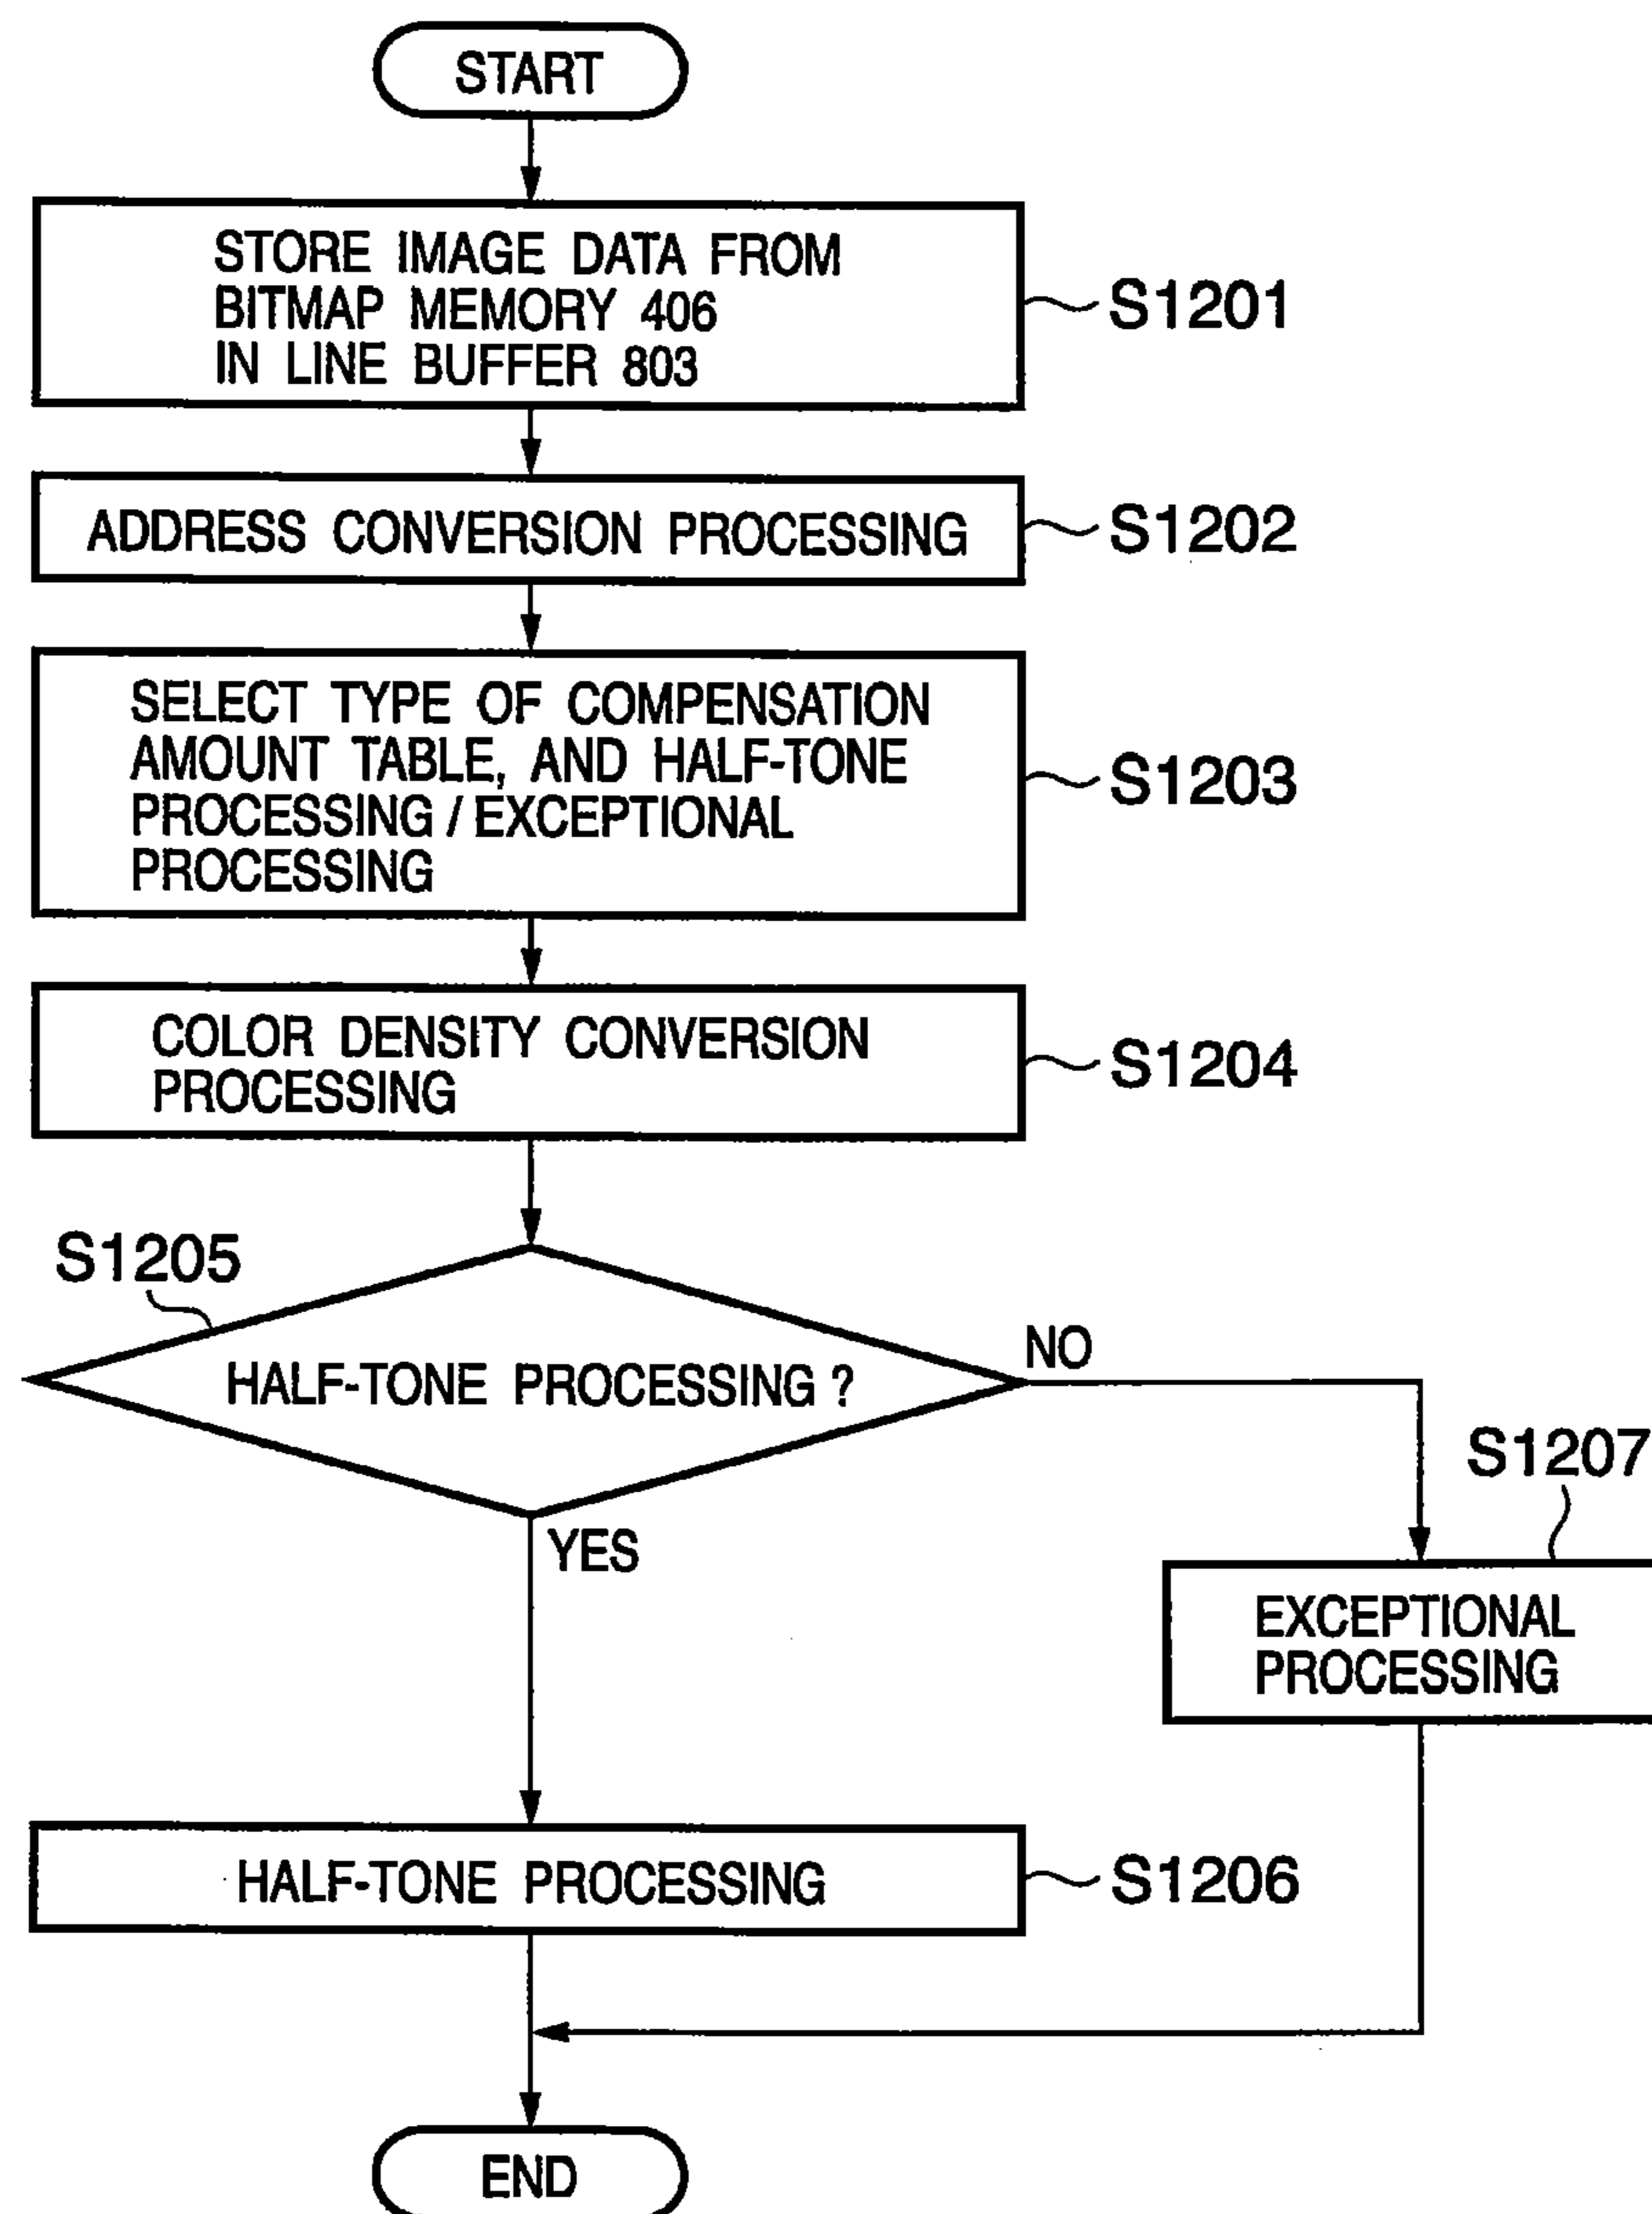 START
STORE IMAGE DATA FROM
BITMAP MEMORY 406
IN LINE BUFFER 803
S1201
ADDRESS CONVERSION PROCESSING
S1202
SELECT TYPE OF COMPENSATION
AMOUNT TABLE, AND HALF-TONE
PROCESSING / EXCEPTIONAL
PROCESSING
S1203
COLOR DENSITY CONVERSION
PROCESSING
S1204
S1205
HALF-TONE PROCESSING ?
NO
YES
S1207
EXCEPTIONAL
PROCESSING
HALF-TONE PROCESSING
S1206
END